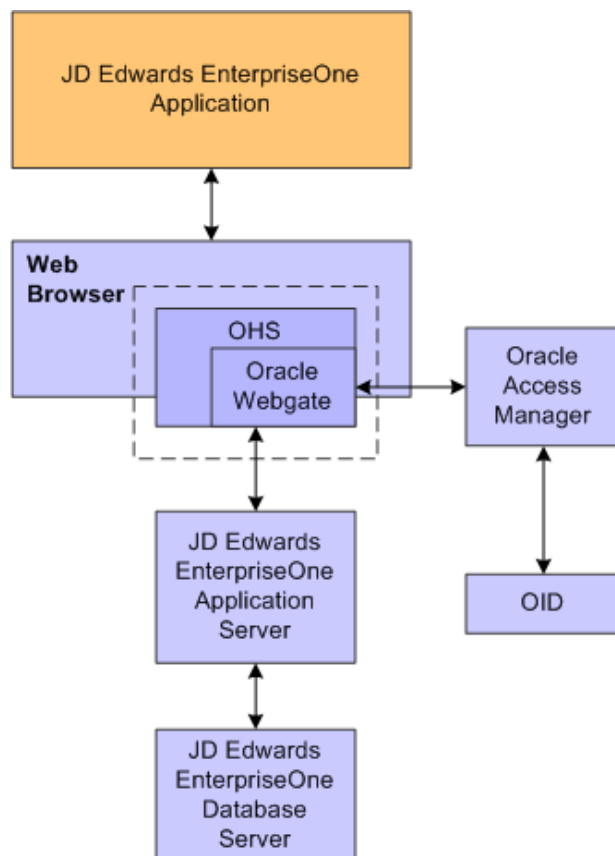 JD Edwards EnterpriseOne
Application
Web
Browser
OHS
Oracle
Webgate
Oracle
Access
Manager
JD Edwards
EnterpriseOne
Application
Server
OID
JD Edwards
EnterpriseOne
Database
Server